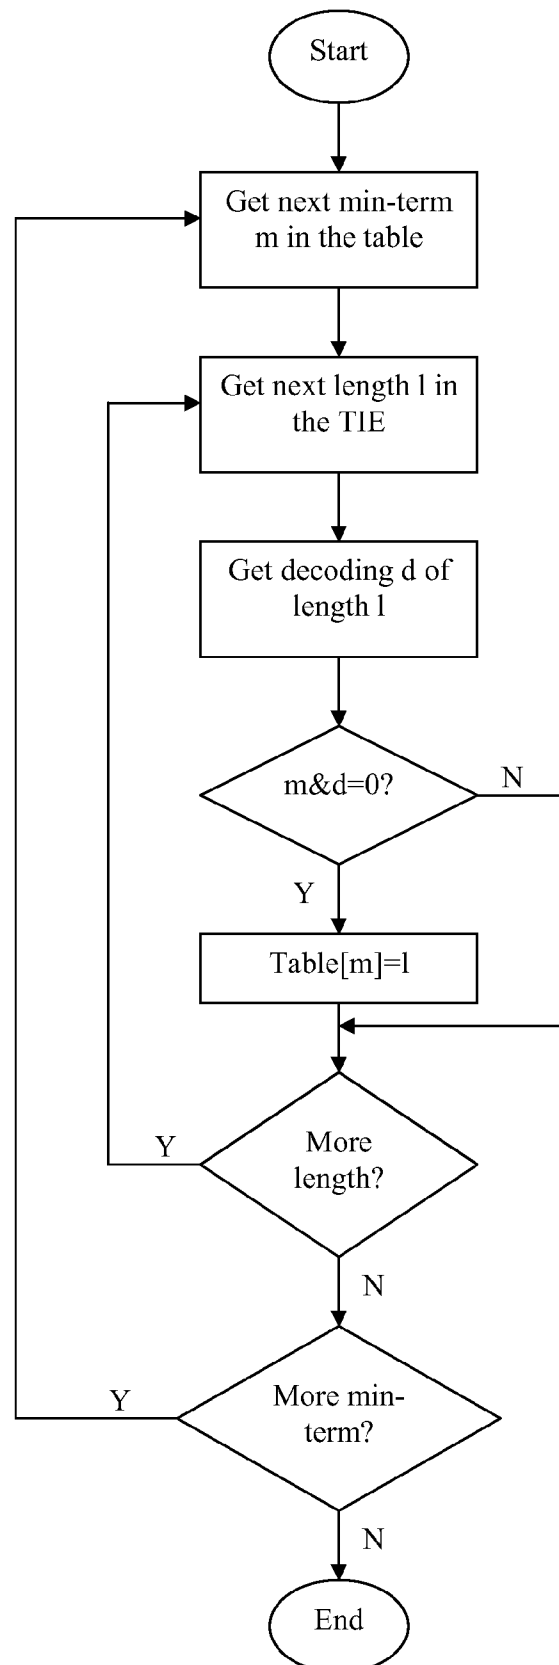 Start
Get next min-term
m in the table
Get next length l in
the TIE
Get decoding d of
length l
m&d=0?
N
Y
Table[m]=l
More
length?
Y
N
More min-
term?
Y
N
End